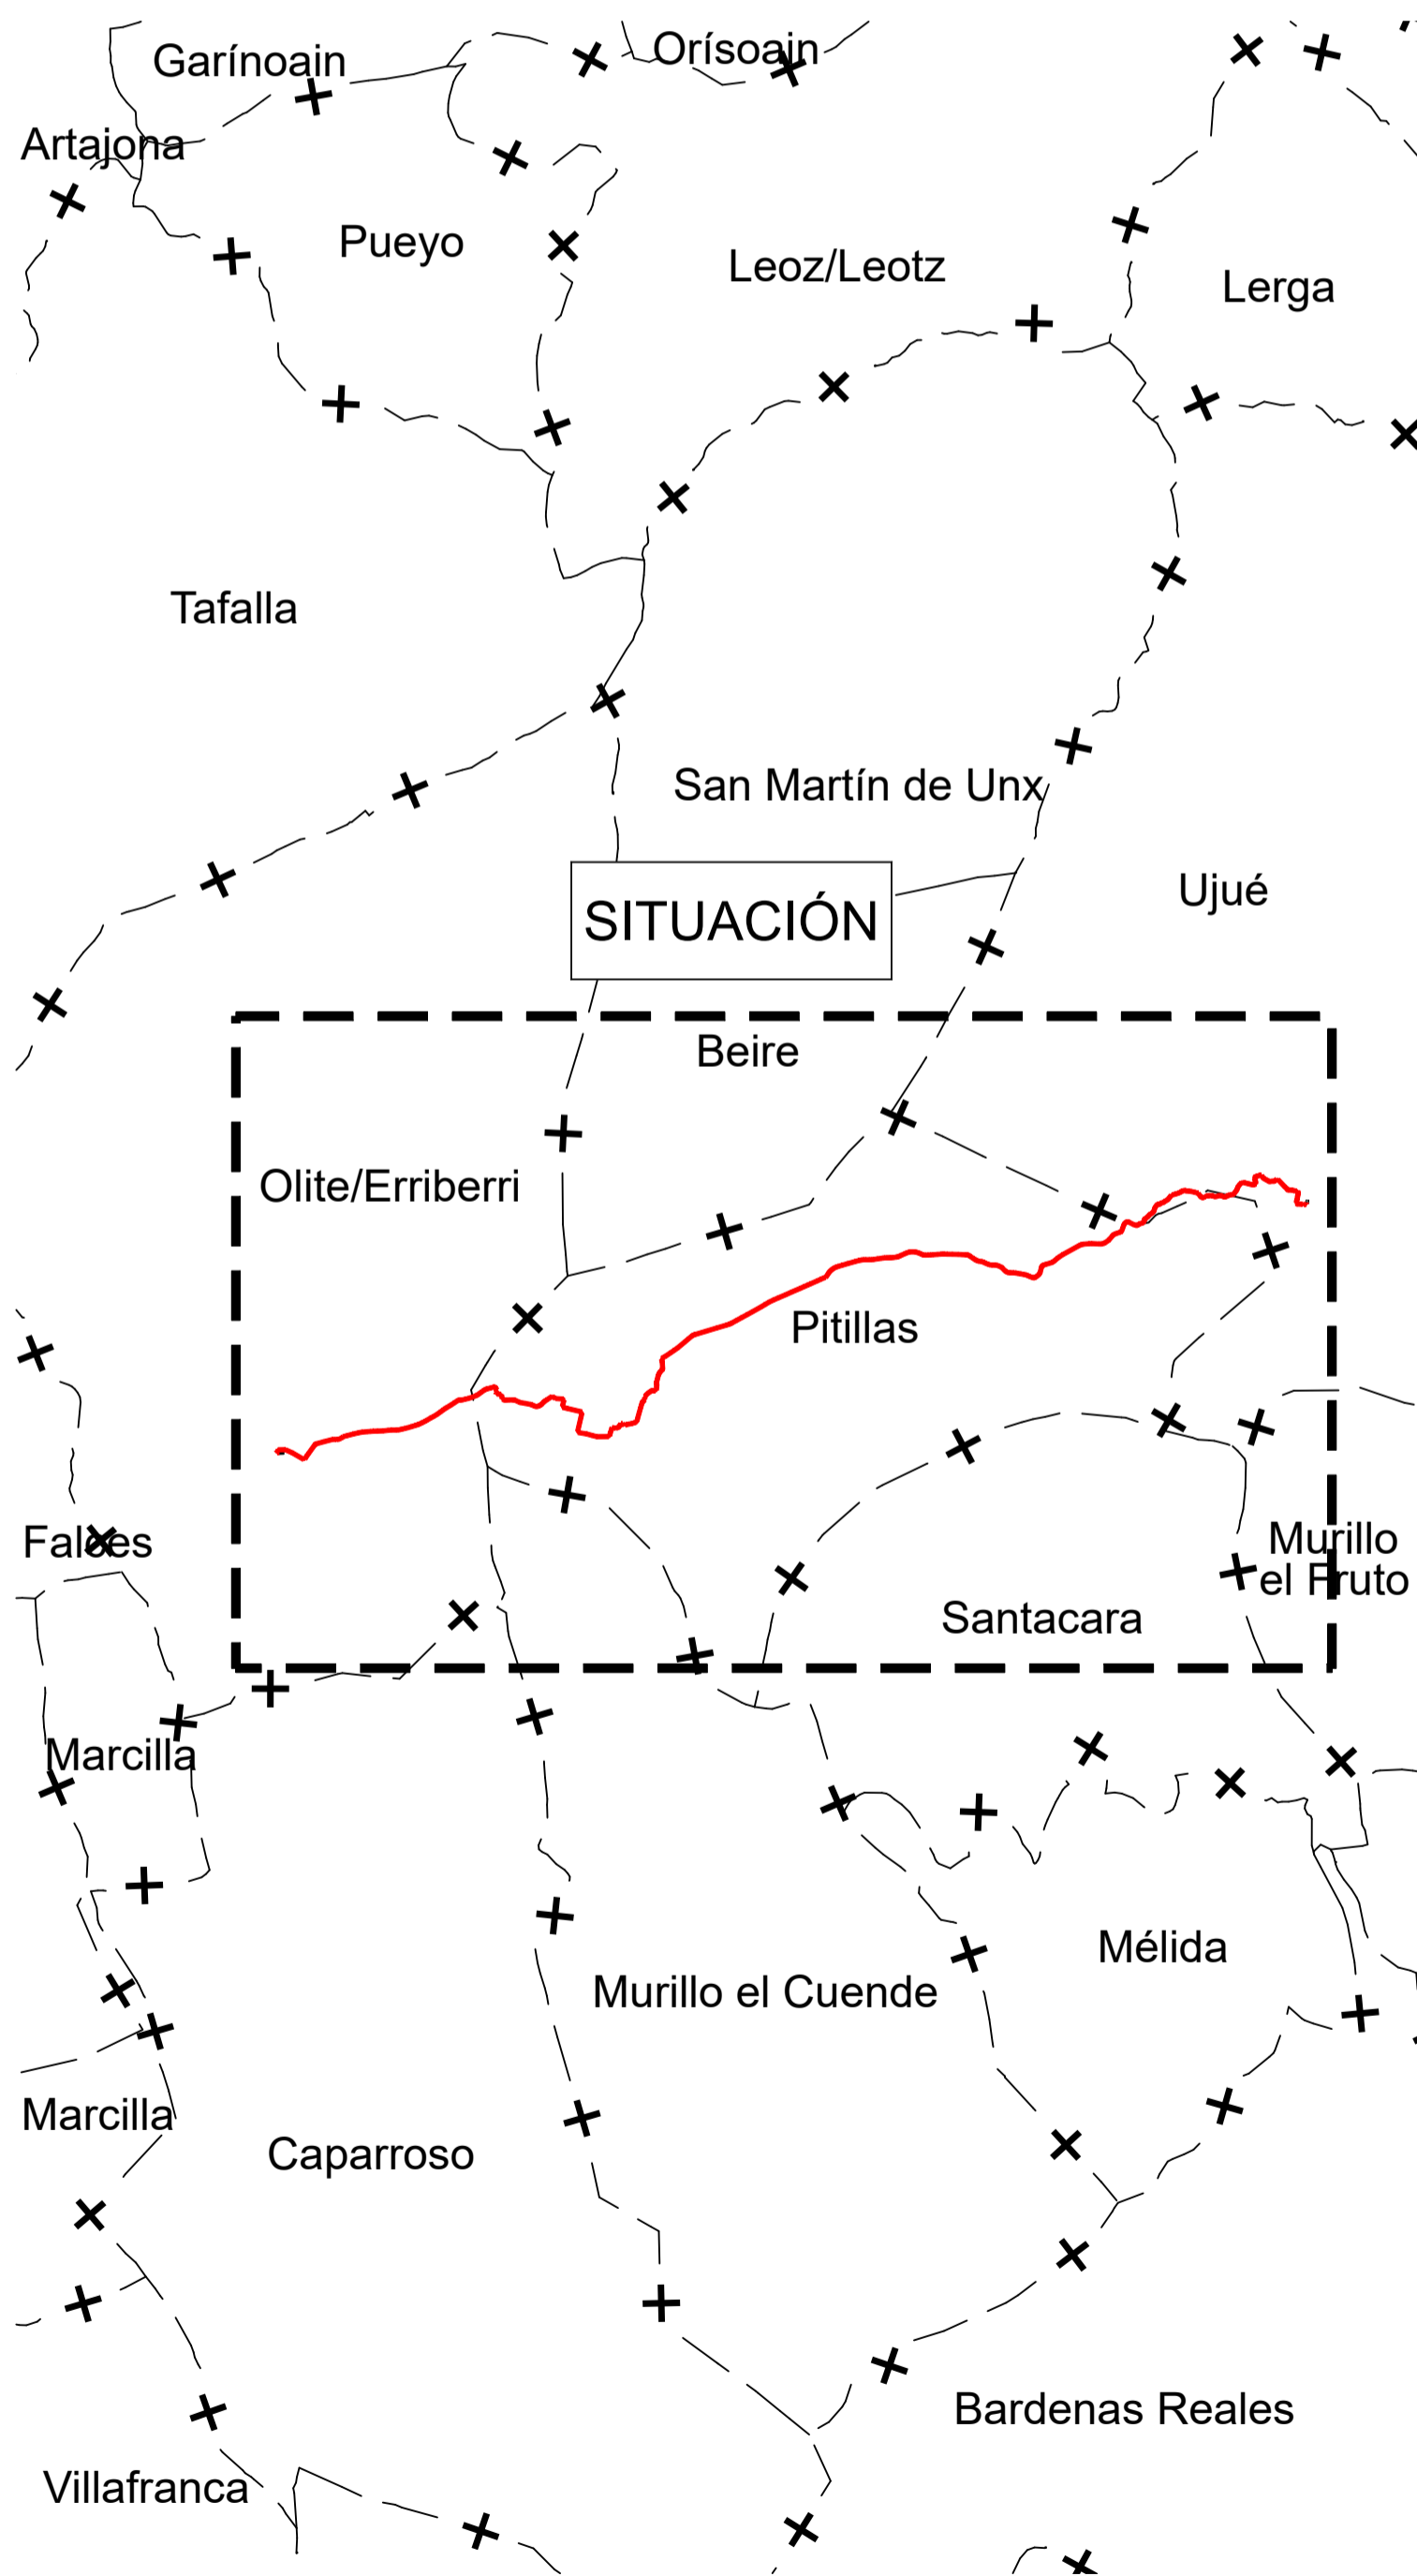 Orísoain
Garínoain
Artajona
Pueyo
Leoz/Leotz
Lerga
Tafalla
San Martín de Unx
Ujué
SITUACIÓN
Beire
Olite/Erriberri
Pitillas
Falces
Murillo
el Fruto
Santacara
Marcilla
Mélida
Murillo el Cuende
Marcilla
Caparroso
Bardenas Reales
Villafranca